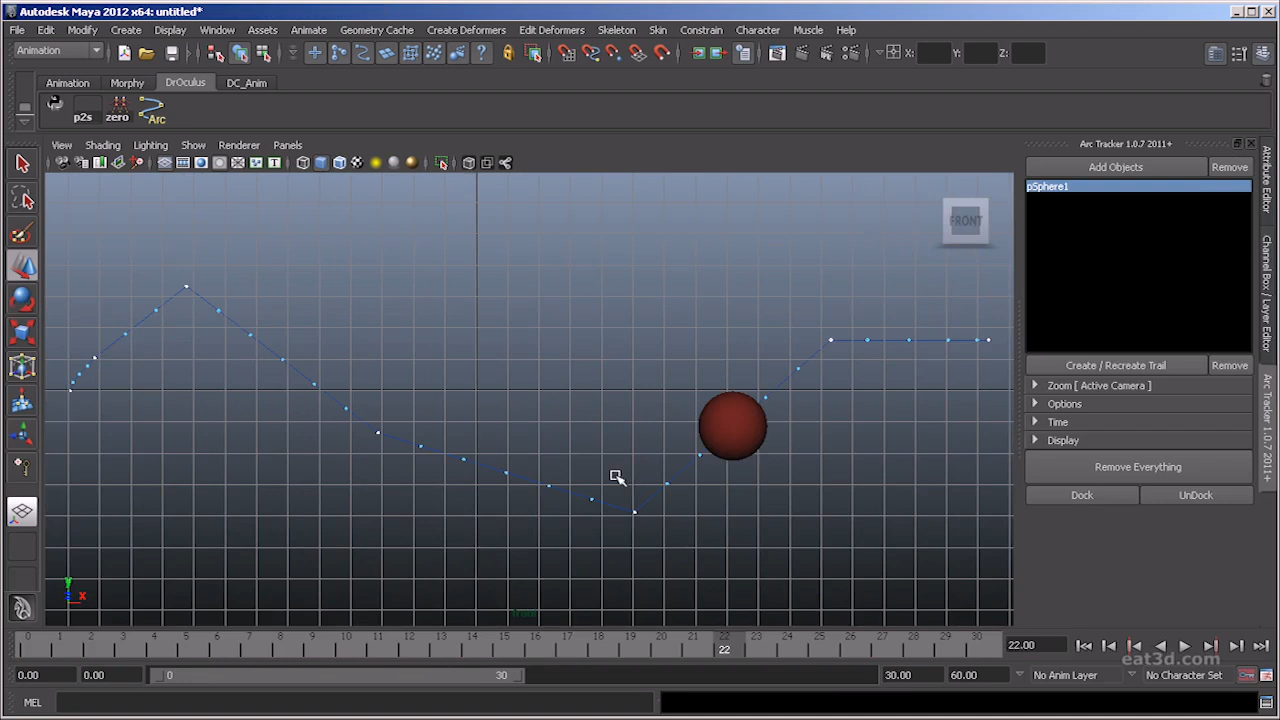 Autodesk Maya 2012 x64: untitled*
File Edit Modify Create Display Window Assets Animate Geometry Cache Create Deformers Edit Deformers Skeleton Skin Constrain Character Muscle Help
Animation X: Y: Z:
Animation Morphy DrOculus DC_Anim
p2s zero Arc
View Shading Lighting Show Renderer Panels
Arc Tracker 1.0.7 2011+
Add Objects Remove
pSphere1
FRONT
Create / Recreate Trail Remove
Zoom [ Active Camera ]
Options
Time
Display
Remove Everything
Dock UnDock
Attribute Editor
Channel Box / Layer Editor
Arc Tracker 1.0.7 2011+
y
z x
front
0 1 2 3 4 5 6 7 8 9 10 11 12 13 14 15 16 17 18 19 20 21 22 23 24 25 26 27 28 29 30
22
22.00
eat3d.com
0.00 0.00 0 30 30.00 60.00 No Anim Layer No Character Set
MEL